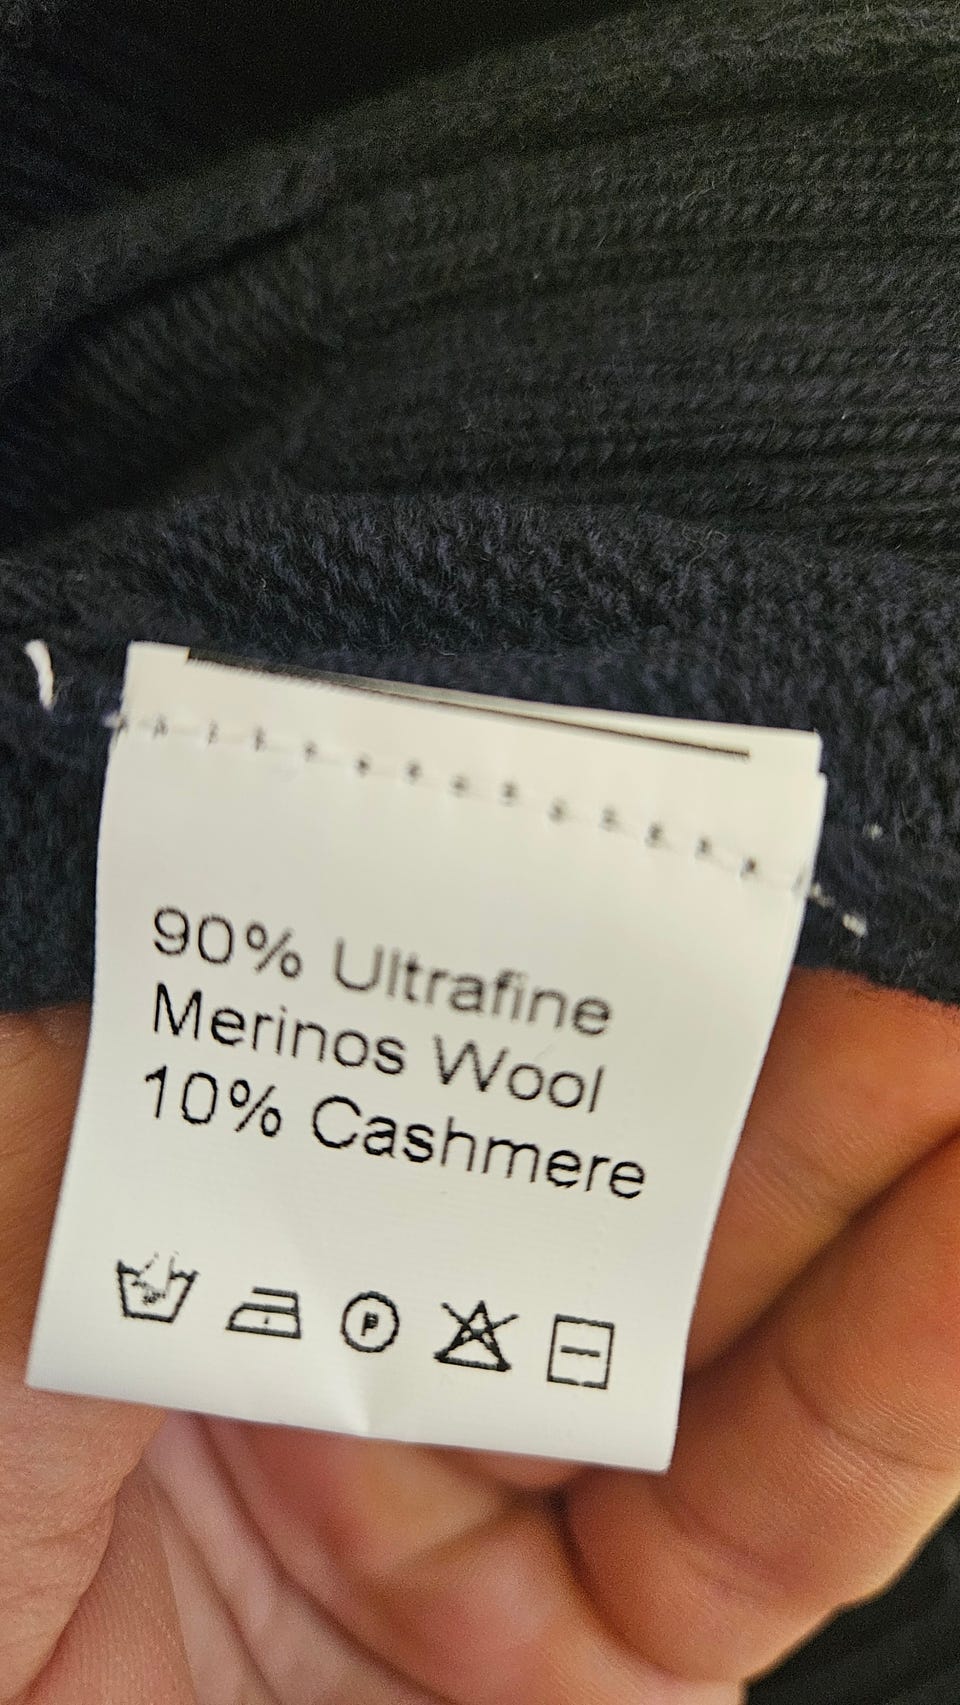 90% Ultrafine
Merinos Wool
10% Cashmere
P